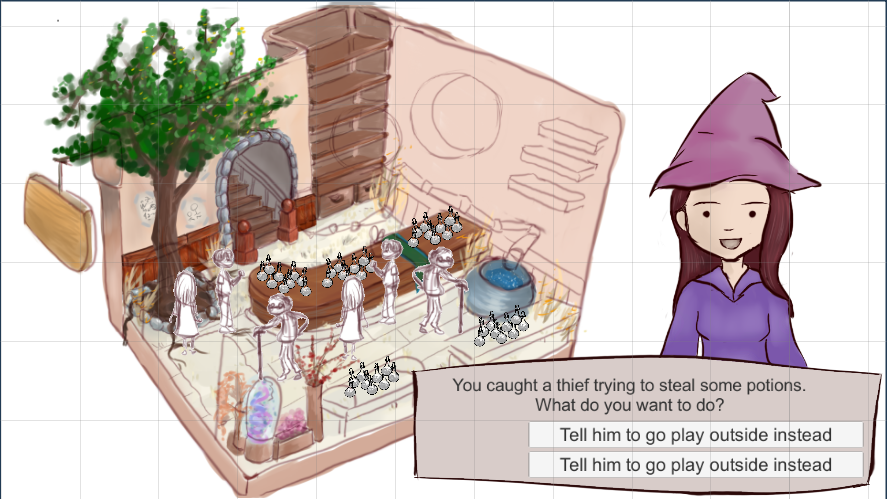 You caught a thief trying to steal some potions.
What do you want to do?
Tell him to go play outside instead
Tell him to go play outside instead